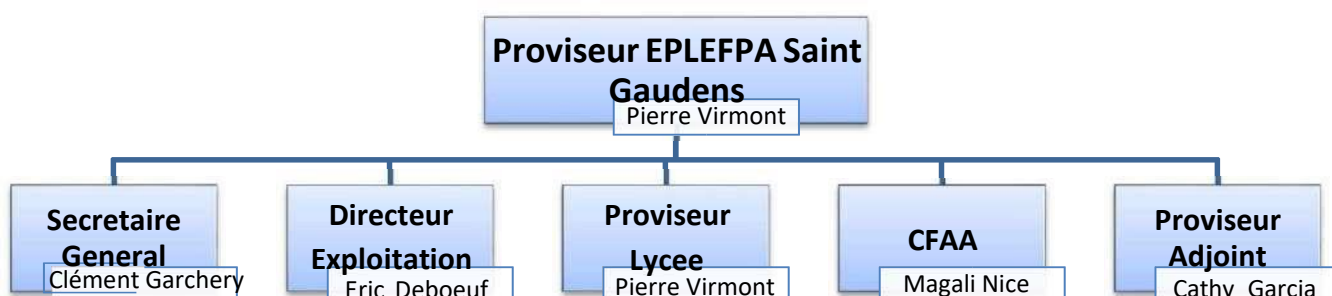 Proviseur EPLEFPA Saint
Gaudens
Pierre Virmont
Secretaire
General
Clément Garchery
Directeur
Exploitation
Eric Deboeuf
Proviseur
Lycee
Pierre Virmont
CFAA
Magali Nice
Proviseur
Adjoint
Cathy Garcia